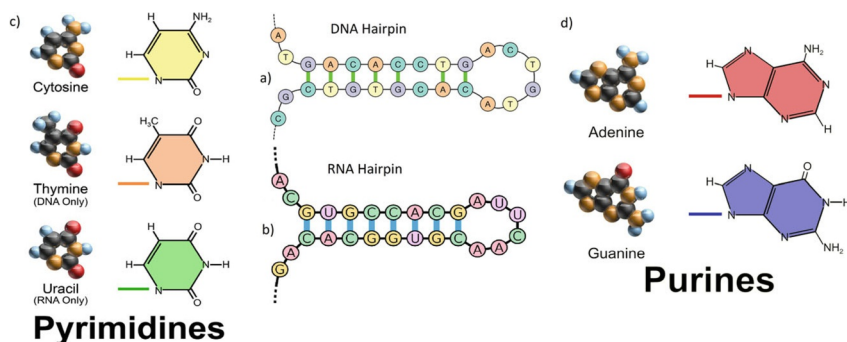 c)
NH₂
H
N
H
N
O
Cytosine
H₃C
O
N
H
H
N
O
Thymine
(DNA Only)
O
H
N
H
H
N
O
Uracil
(RNA Only)
Pyrimidines
DNA Hairpin
a)
A T G A C A C C T G A C T
C G C T G T G C A C A T G
RNA Hairpin
b)
A C G U G C C A C G A U U
G A C A C G G U G C A A C
d)
NH₂
N
H
N
N
N
H
Adenine
O
N
H
N
H
N
N
NH₂
Guanine
Purines